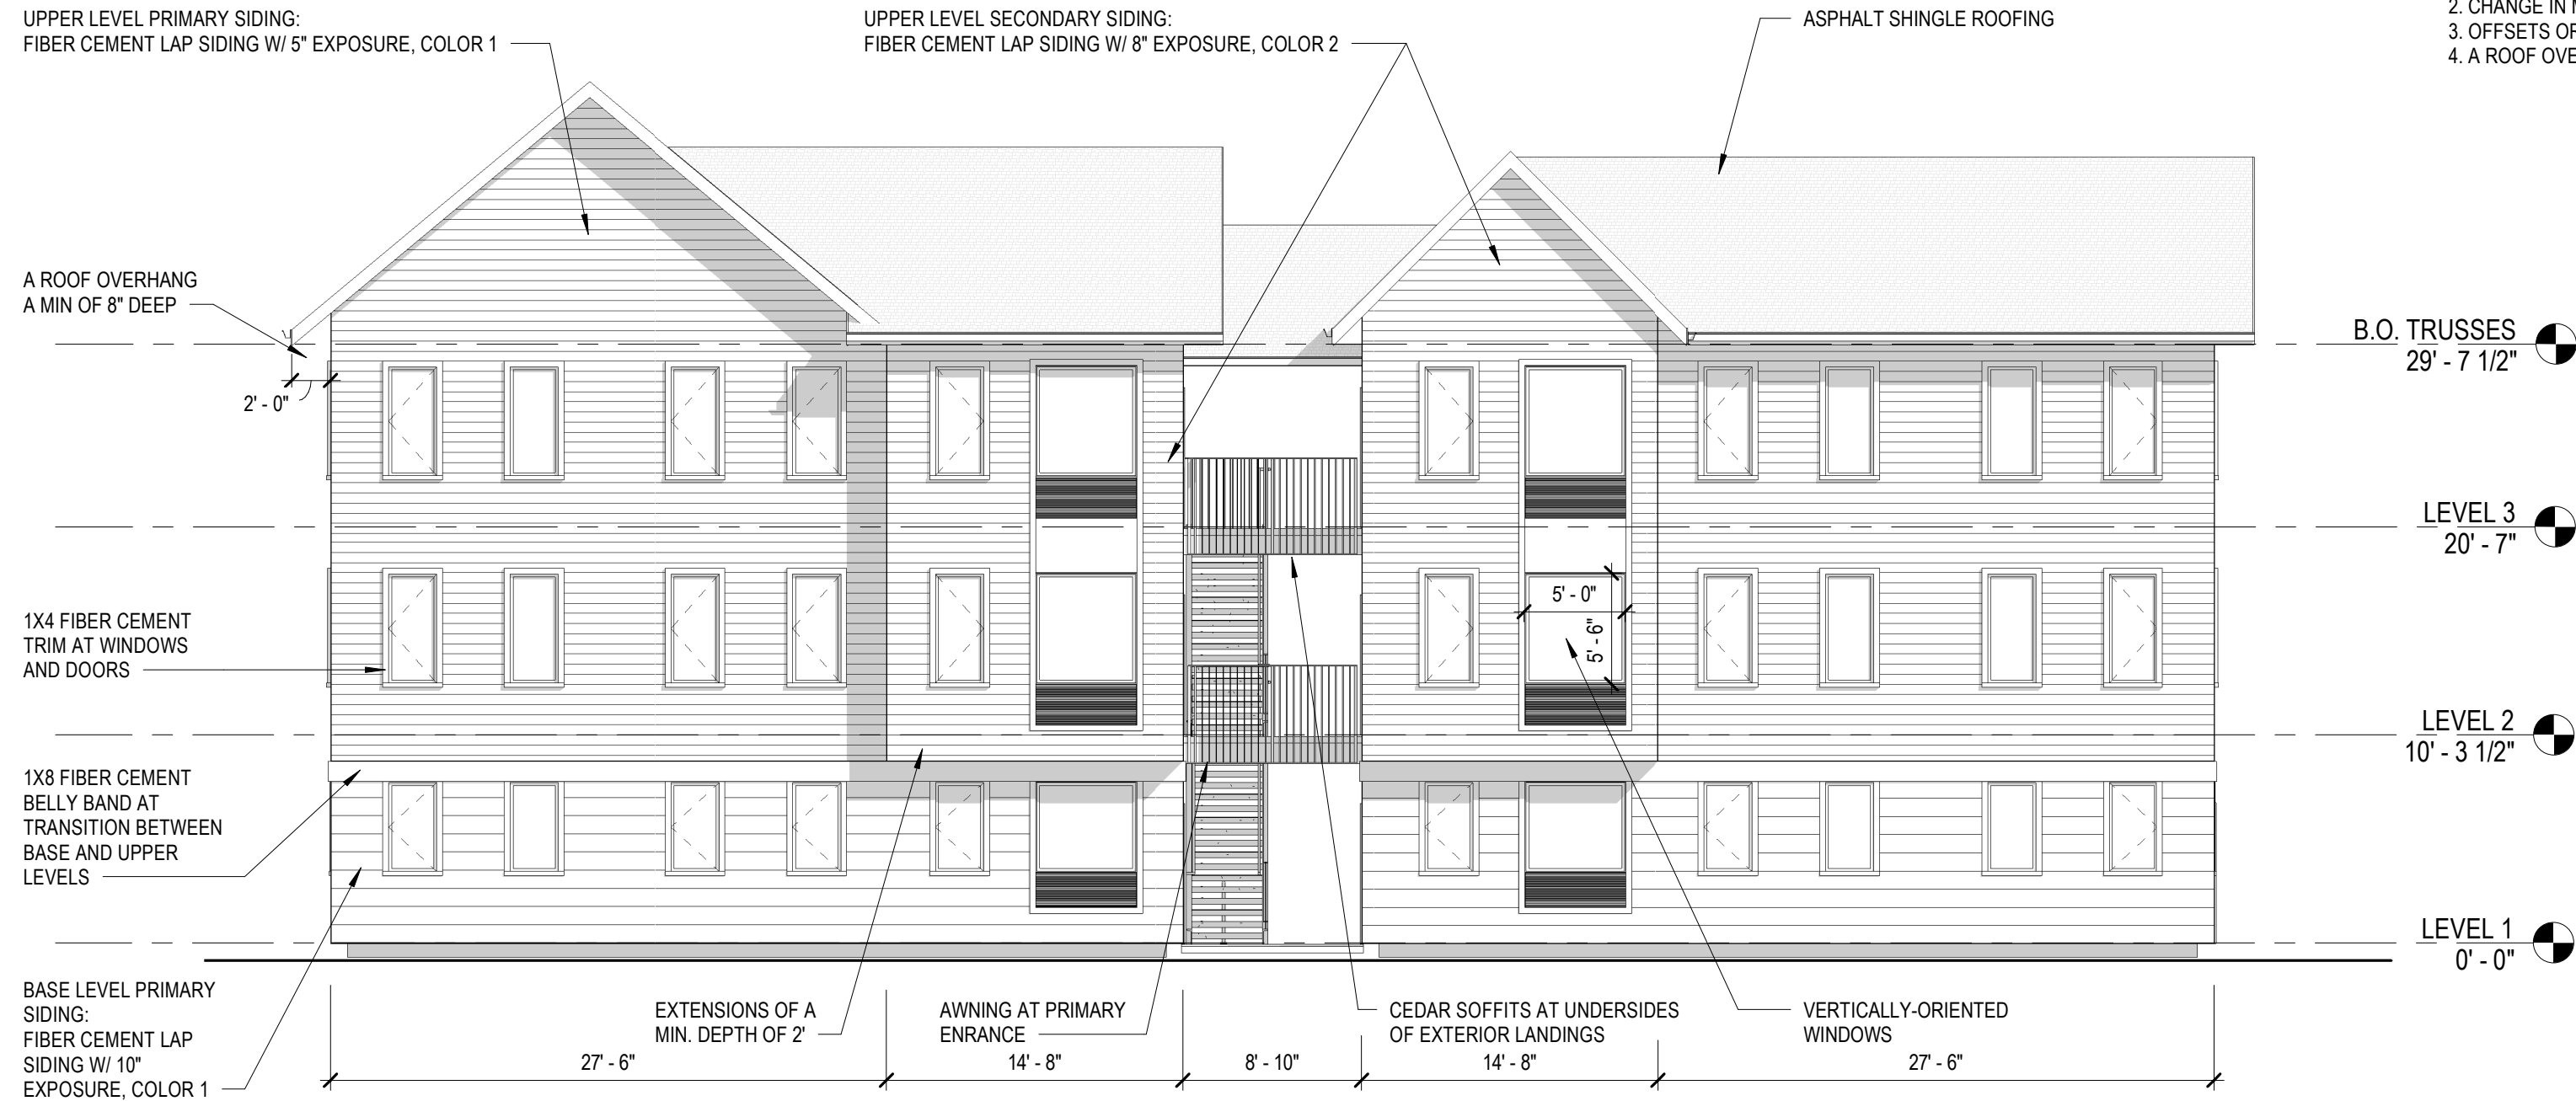 UPPER LEVEL PRIMARY SIDING:
FIBER CEMENT LAP SIDING W/ 5" EXPOSURE, COLOR 1
UPPER LEVEL SECONDARY SIDING:
FIBER CEMENT LAP SIDING W/ 8" EXPOSURE, COLOR 2
ASPHALT SHINGLE ROOFING
2. CHANGE IN
3. OFFSETS OR
4. A ROOF
A ROOF OVERHANG
A MIN OF 8" DEEP
2' - 0"
B.O. TRUSSES
29' - 7 1/2"
LEVEL 3
20' - 7"
5' - 0"
5' - 6"
1X4 FIBER CEMENT
TRIM AT WINDOWS
AND DOORS
LEVEL 2
10' - 3 1/2"
1X8 FIBER CEMENT
BELLY BAND AT
TRANSITION BETWEEN
BASE AND UPPER
LEVELS
LEVEL 1
0' - 0"
BASE LEVEL PRIMARY
SIDING:
FIBER CEMENT LAP
SIDING W/ 10"
EXPOSURE, COLOR 1
EXTENSIONS OF A
MIN. DEPTH OF 2'
AWNING AT PRIMARY
ENRANCE
CEDAR SOFFITS AT UNDERSIDES
OF EXTERIOR LANDINGS
VERTICALLY-ORIENTED
WINDOWS
27' - 6"
14' - 8"
8' - 10"
14' - 8"
27' - 6"